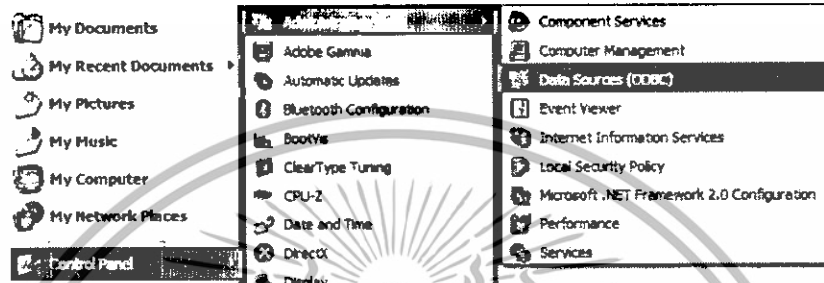 My Documents
My Recent Documents
My Pictures
My Music
My Computer
My Network Places
Control Panel
Adobe Gamma
Automatic Updates
Bluetooth Configuration
BootVis
ClearType Tuning
CPU-Z
Date and Time
DirectX
Display
Component Services
Computer Management
Data Sources (ODBC)
Event Viewer
Internet Information Services
Local Security Policy
Microsoft .NET Framework 2.0 Configuration
Performance
Services